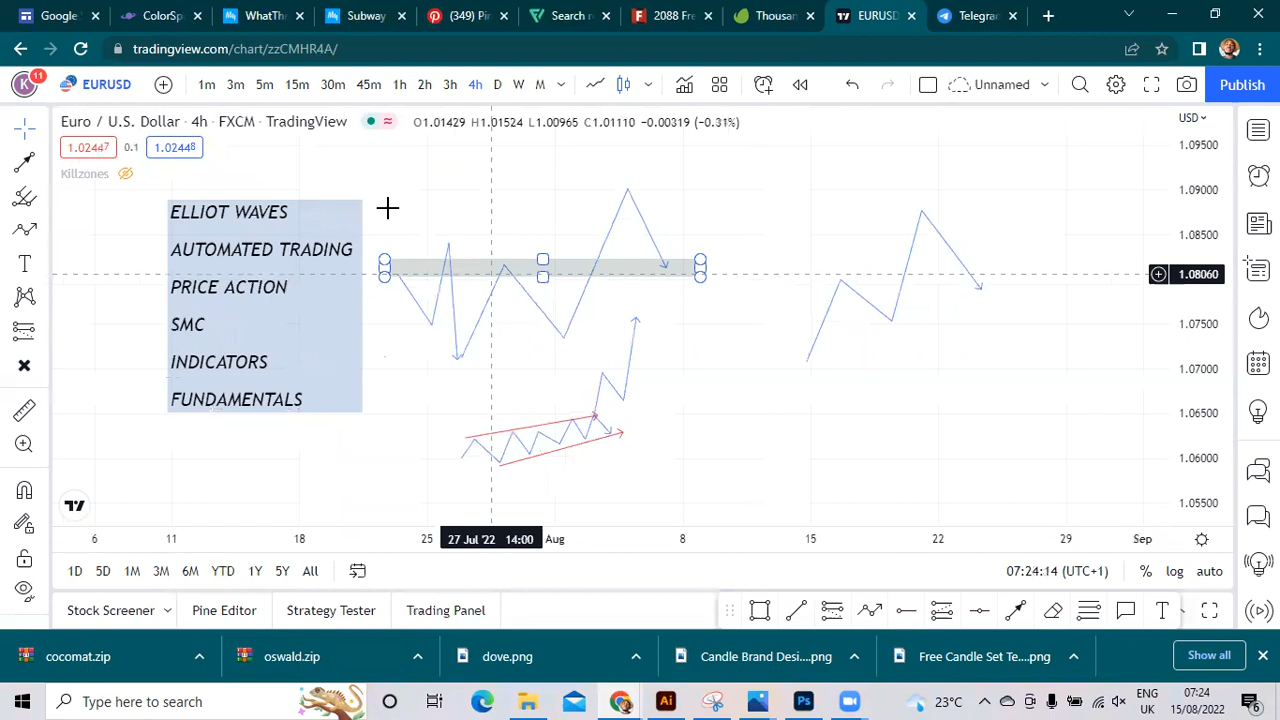 Google
ColorSp
WhatThe
Subway
(349) Pin
Search r
2088 Fre
Thousan
EURUSD
Telegram
tradingview.com/chart/zzCMHR4A/
K 11 EURUSD 1m 3m 5m 15m 30m 45m 1h 2h 3h 4h D W M Unnamed Publish
Euro / U.S. Dollar · 4h · FXCM · TradingView O1.01429 H1.01524 L1.00965 C1.01110 −0.00319 (−0.31%) USD
1.02447 0.1 1.02448
Killzones
ELLIOT WAVES
AUTOMATED TRADING
PRICE ACTION
SMC
INDICATORS
FUNDAMENTALS
1.09500
1.09000
1.08500
1.08060
1.07500
1.07000
1.06500
1.06000
1.05500
6 11 18 25 27 Jul '22 14:00 Aug 8 15 22 29 Sep
1D 5D 1M 3M 6M YTD 1Y 5Y All 07:24:14 (UTC+1) % log auto
Stock Screener Pine Editor Strategy Tester Trading Panel
cocomat.zip oswald.zip dove.png Candle Brand Desi....png Free Candle Set Te....png Show all
Type here to search Ai Ps 23°C ENG 07:24
UK 15/08/2022 6